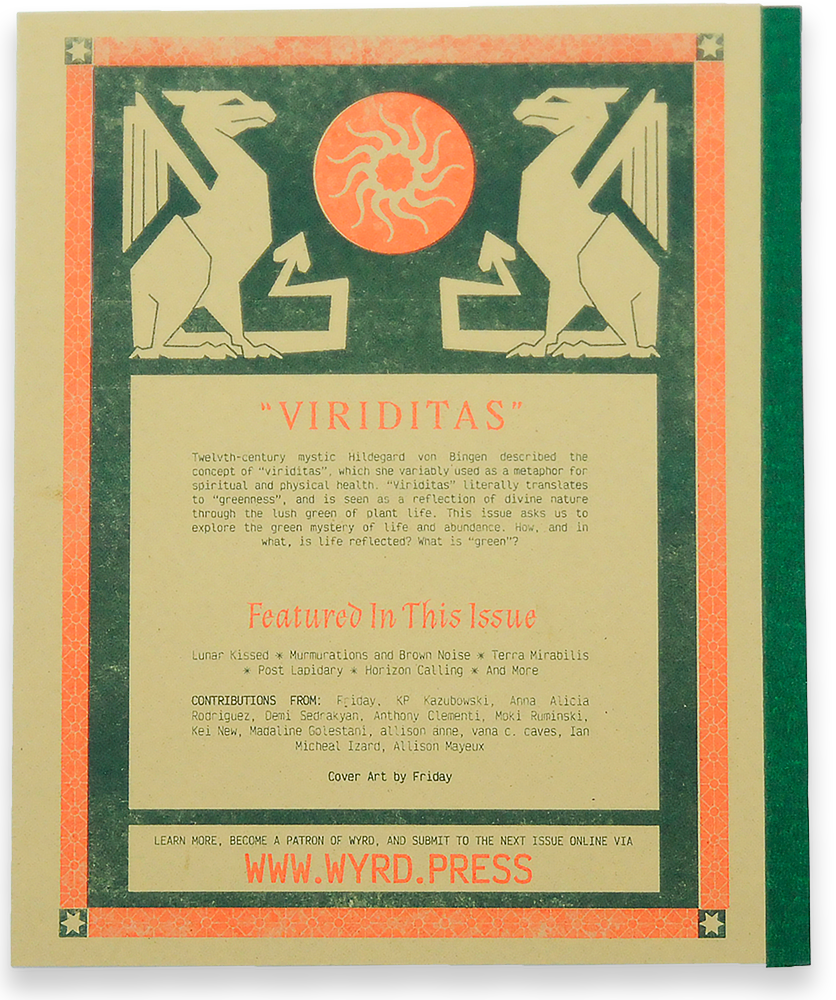 “VIRIDITAS”
Twelvth-century mystic Hildegard von Bingen described the
concept of “viriditas”, which she variably used as a metaphor for
spiritual and physical health. “Viriditas” literally translates
to “greenness”, and is seen as a reflection of divine nature
through the lush green of plant life. This issue asks us to
explore the green mystery of life and abundance. How, and in
what, is life reflected? What is “green”?
Featured In This Issue
Lunar Kissed ✴ Murmurations and Brown Noise ✴ Terra Mirabilis
✴ Post Lapidary ✴ Horizon Calling ✴ And More
CONTRIBUTIONS FROM: Friday, KP Kazubowski, Anna Alicia
Rodriguez, Demi Sedrakyan, Anthony Clementi, Moki Ruminski,
Kei New, Madaline Golestani, allison anne, vana c. caves, Ian
Micheal Izard, Allison Mayeux
Cover Art by Friday
LEARN MORE, BECOME A PATRON OF WYRD, AND SUBMIT TO THE NEXT ISSUE ONLINE VIA
WWW.WYRD.PRESS